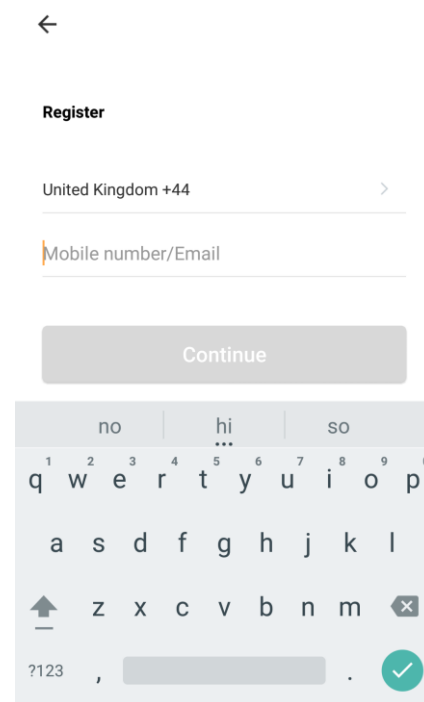 Register
United Kingdom +44
Mobile number/Email
Continue
no hi so
1 2 3 4 5 6 7 8 9
q w e r t y u i o p
a s d f g h j k l
z x c v b n m
?123 , .